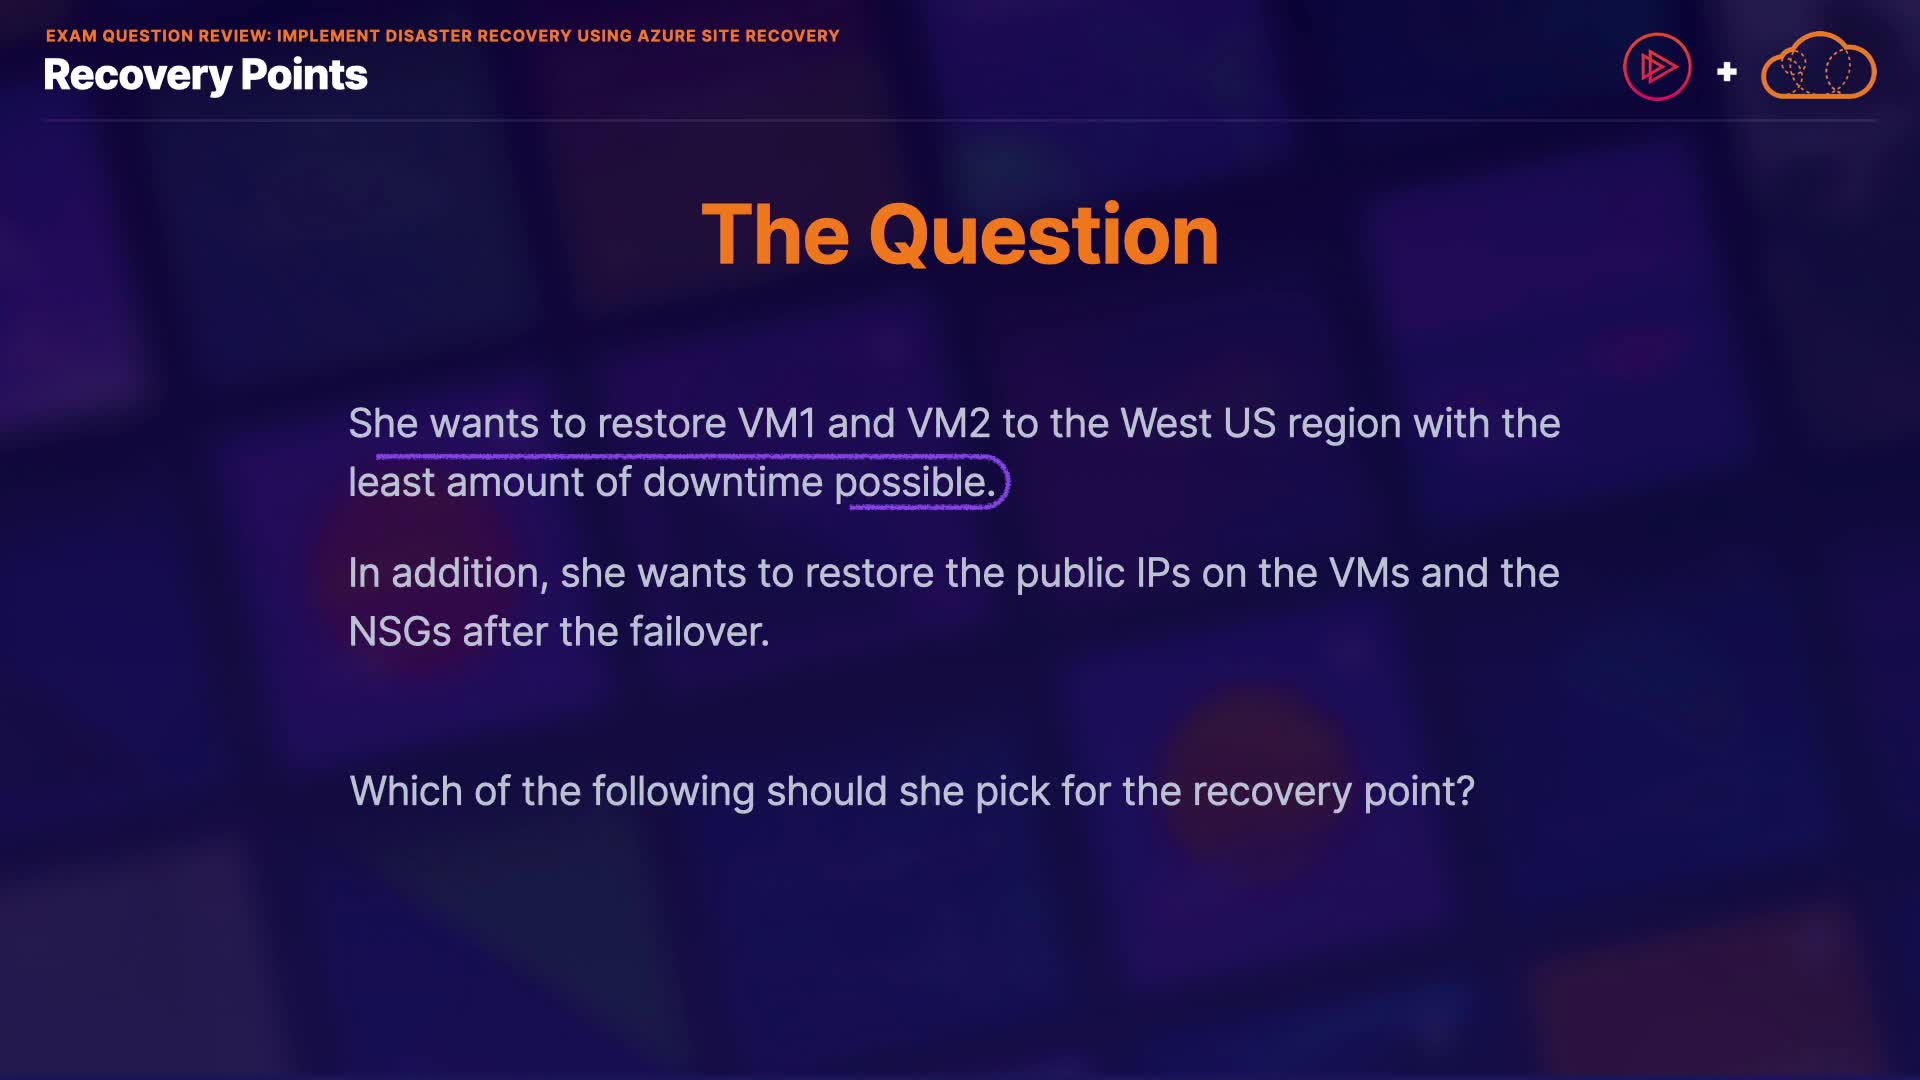 EXAM QUESTION REVIEW: IMPLEMENT DISASTER RECOVERY USING AZURE SITE RECOVERY
Recovery Points
+
The Question
She wants to restore VM1 and VM2 to the West US region with the
least amount of downtime possible.
In addition, she wants to restore the public IPs on the VMs and the
NSGs after the failover.
Which of the following should she pick for the recovery point?